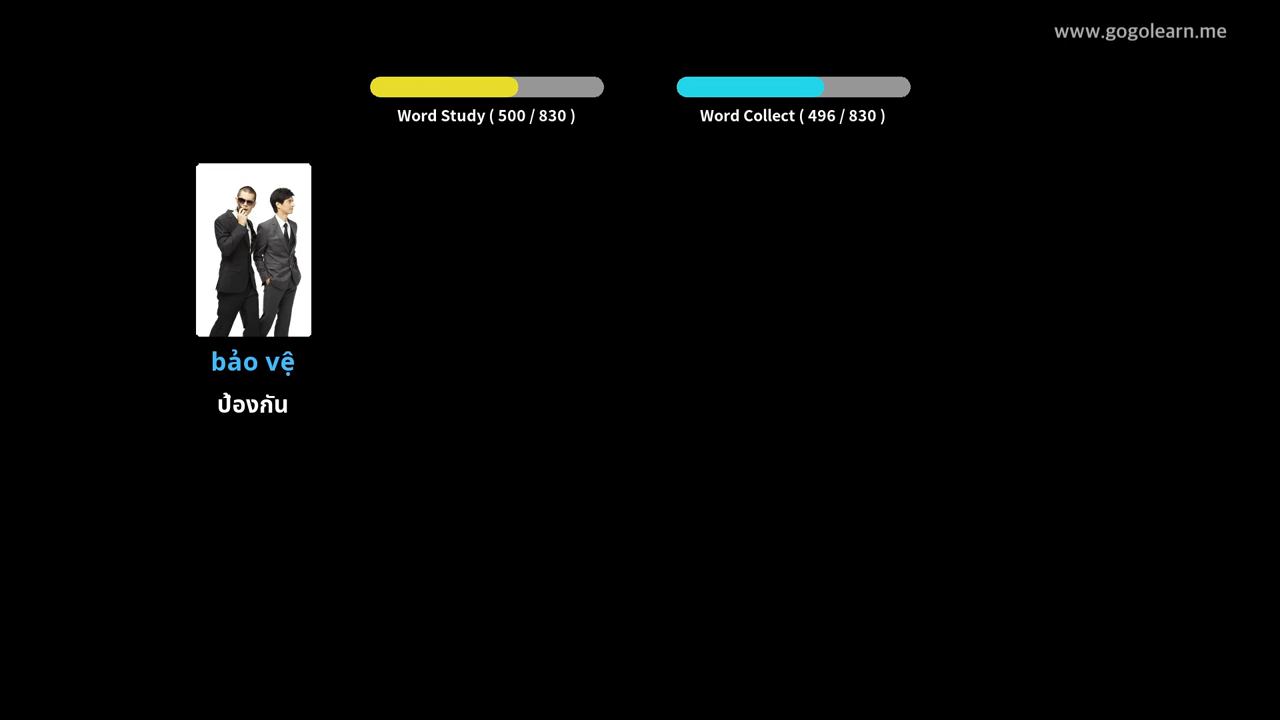 www.gogolearn.me
Word Study ( 500 / 830 )
Word Collect ( 496 / 830 )
bảo vệ
ป้องกัน